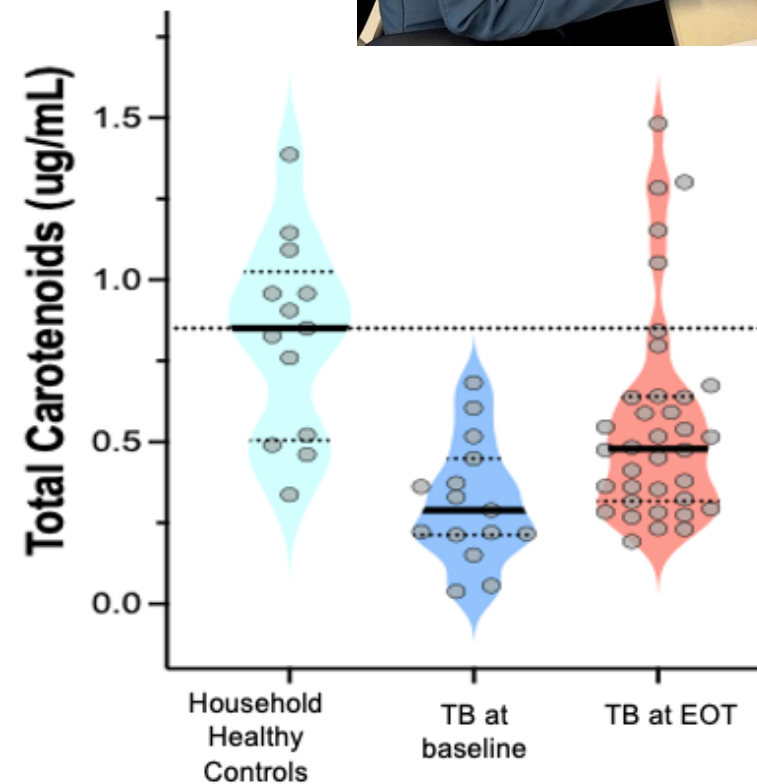 Total Carotenoids (ug/mL)
1.5
1.0
0.5
0.0
Household
Healthy
Controls
TB at
baseline
TB at EOT